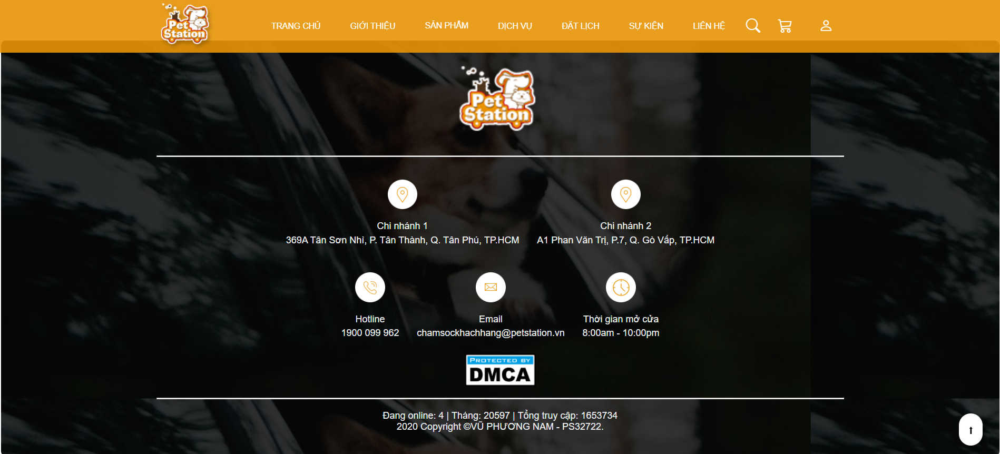 Pet
Station
TRANG CHỦ
GIỚI THIỆU
SẢN PHẨM
DỊCH VỤ
ĐẶT LỊCH
SỰ KIỆN
LIÊN HỆ
Pet
Station
Chi nhánh 1
369A Tân Sơn Nhì, P. Tân Thành, Q. Tân Phú, TP.HCM
Chi nhánh 2
A1 Phan Văn Trị, P.7, Q. Gò Vấp, TP.HCM
Hotline
1900 099 962
Email
chamsockhachhang@petstation.vn
Thời gian mở cửa
8:00am - 10:00pm
PROTECTED BY
DMCA
Đang online: 4 | Tháng: 20597 | Tổng truy cập: 1653734
2020 Copyright ©VŨ PHƯƠNG NAM - PS32722.